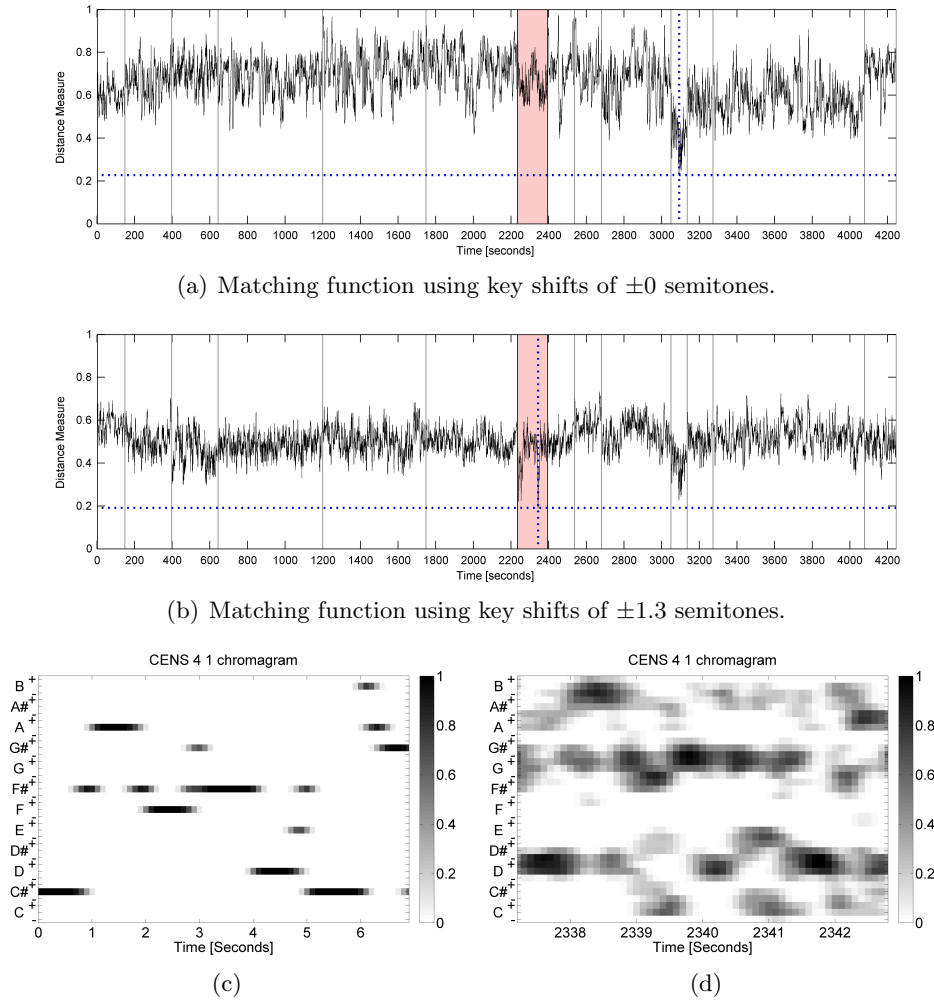 1
0.8
0.6
0.4
0.2
0
Distance Measure
0 200 400 600 800 1000 1200 1400 1600 1800 2000 2200 2400 2600 2800 3000 3200 3400 3600 3800 4000 4200
Time [seconds]
(a) Matching function using key shifts of ±0 semitones.
1
0.8
0.6
0.4
0.2
0
Distance Measure
0 200 400 600 800 1000 1200 1400 1600 1800 2000 2200 2400 2600 2800 3000 3200 3400 3600 3800 4000 4200
Time [seconds]
(b) Matching function using key shifts of ±1.3 semitones.
CENS 4 1 chromagram
B + -
A#
A + -
G# + -
G
F# + -
F
E + -
D#
D + -
C# + -
C + -
0 1 2 3 4 5 6
Time [Seconds]
1
0.8
0.6
0.4
0.2
0
(c)
CENS 4 1 chromagram
B + -
A#
A + -
G# + -
G
F# + -
F
E + -
D#
D + -
C# + -
C + -
2338 2339 2340 2341 2342
Time [Seconds]
1
0.8
0.6
0.4
0.2
0
(d)